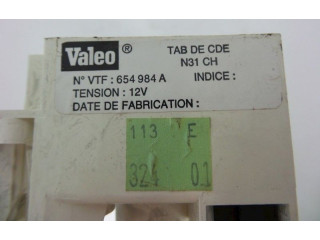 Valeo ® TAB DE CDE
N31 CH
N° VTF : 654 984 A INDICE :
TENSION : 12V
DATE DE FABRICATION :
113 E
324 01